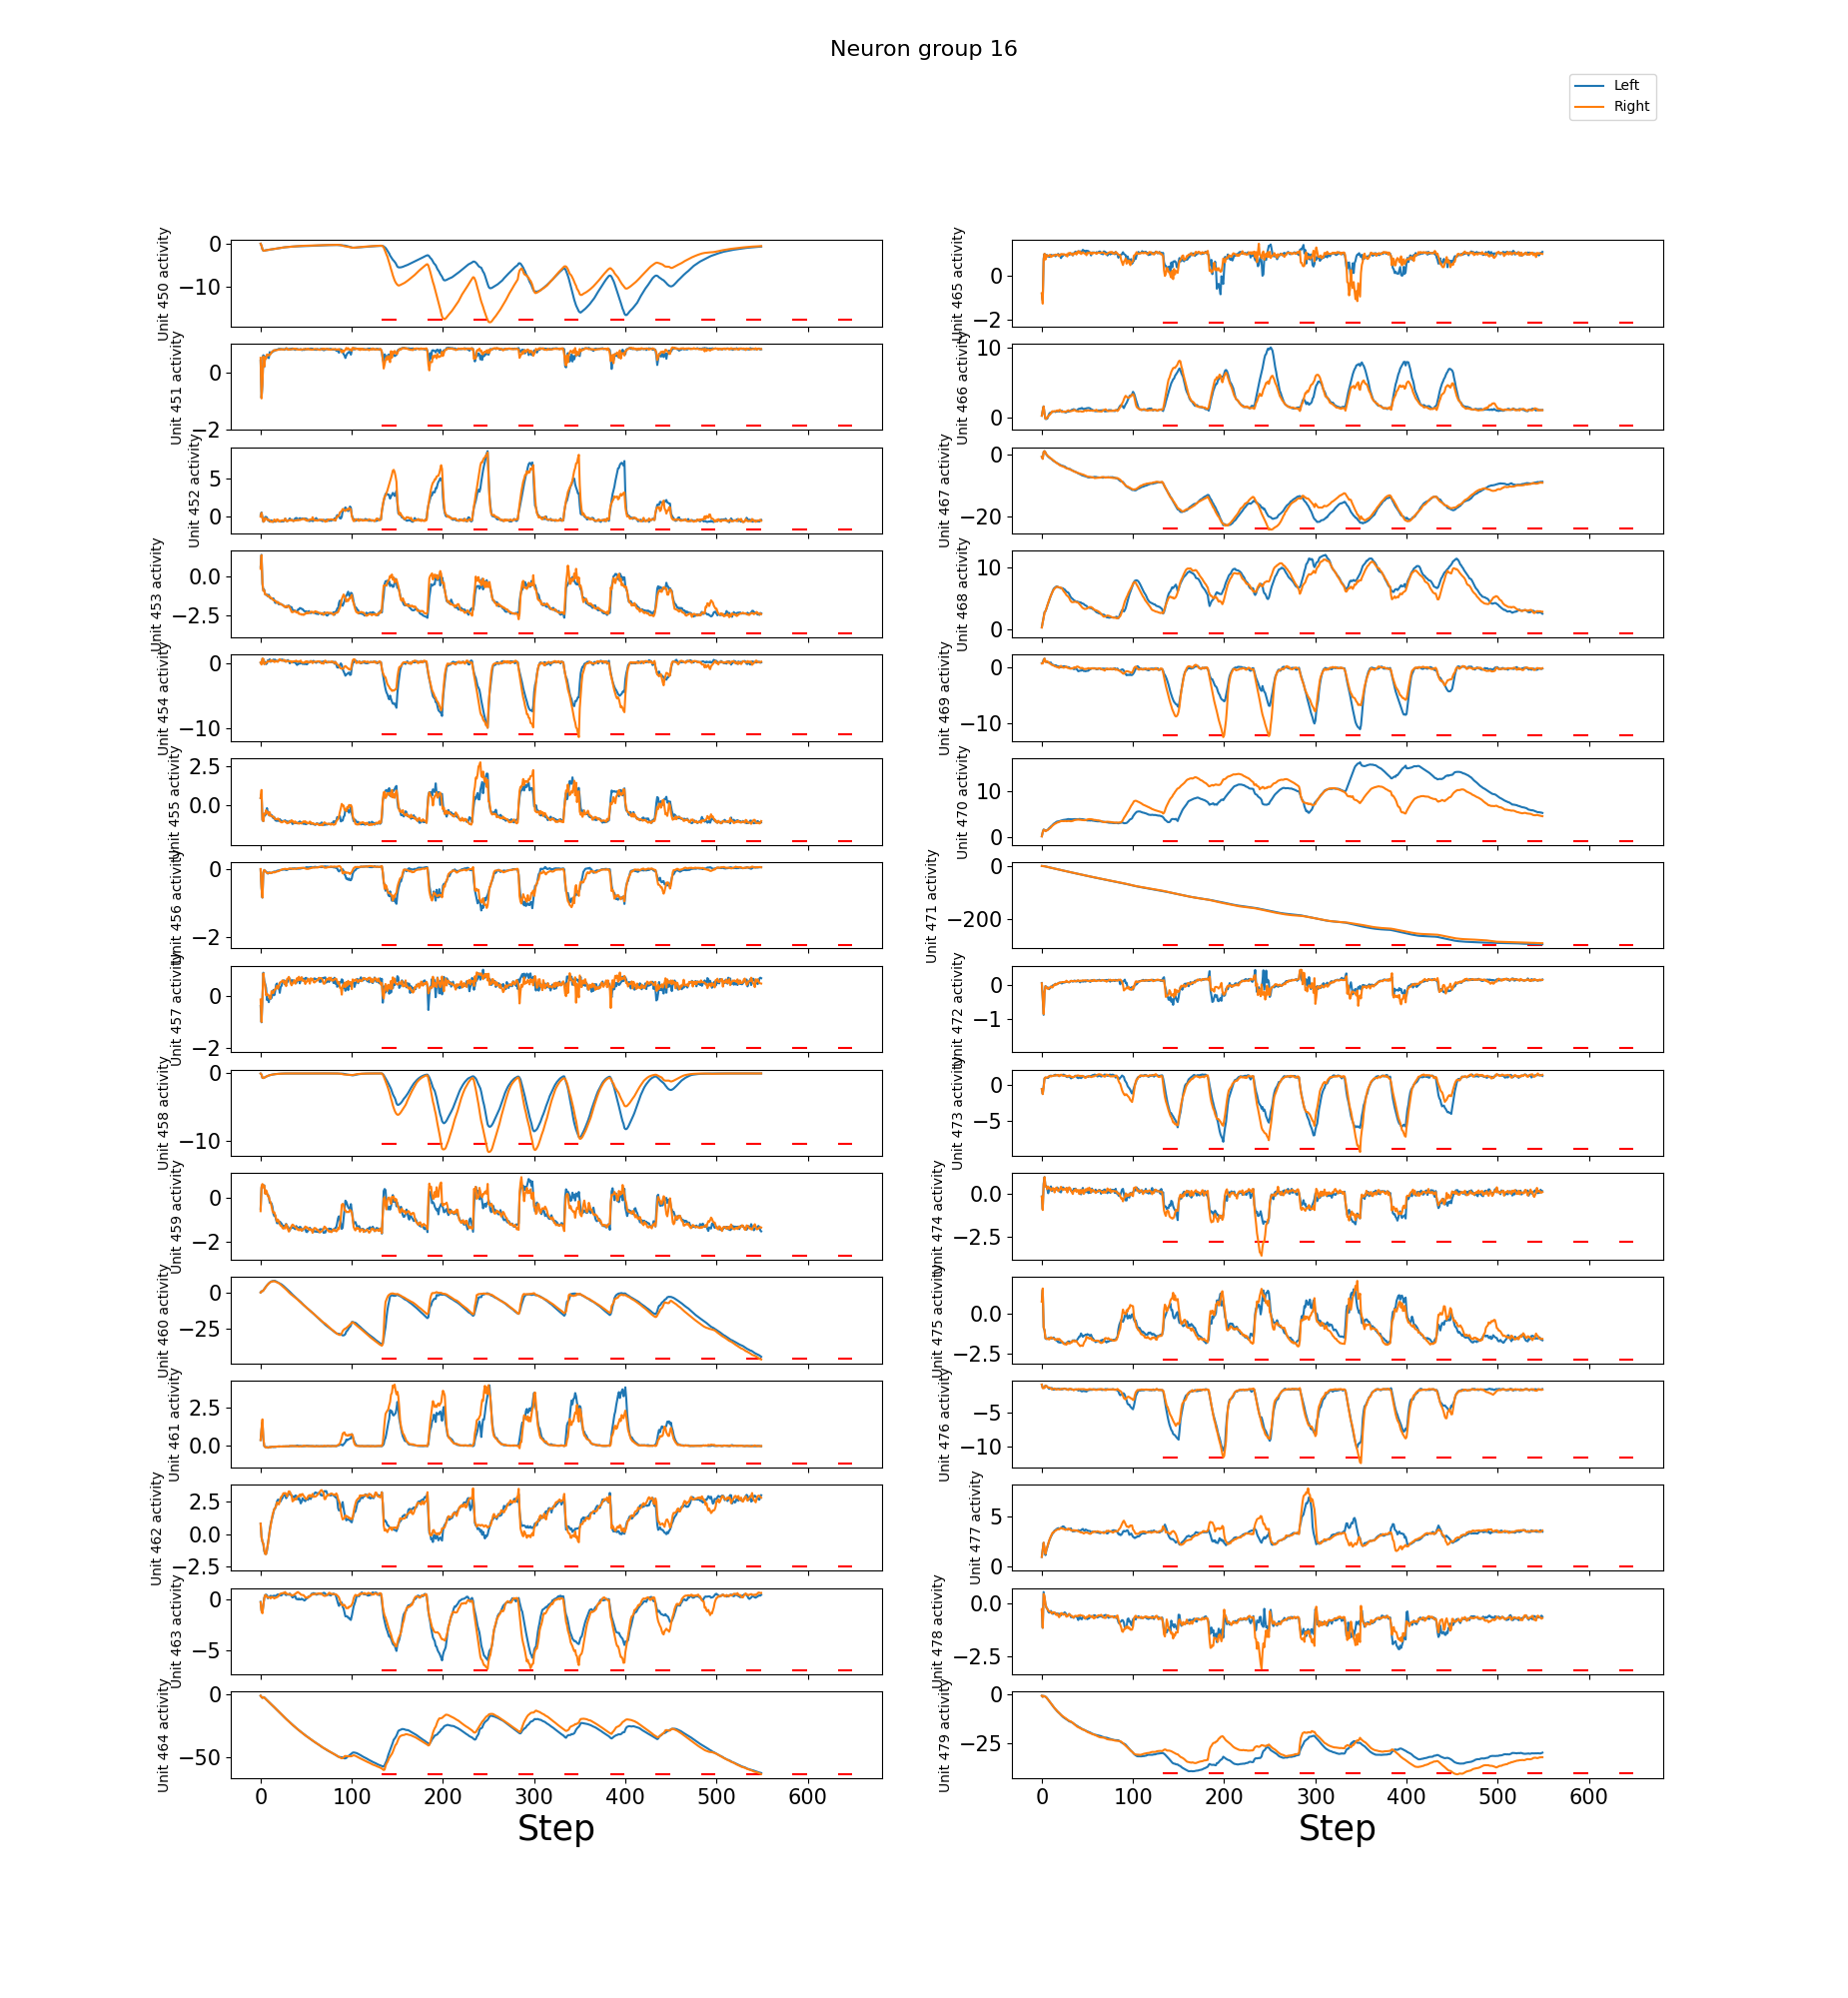 Neuron group 16
Left
Right
Unit 450 activity
0
−10
Unit 451 activity
0
−2
Unit 452 activity
5
0
Unit 453 activity
0.0
−2.5
Unit 454 activity
0
−10
Unit 455 activity
2.5
0.0
Unit 456 activity
0
−2
Unit 457 activity
0
−2
Unit 458 activity
0
−10
Unit 459 activity
0
−2
Unit 460 activity
0
−25
Unit 461 activity
2.5
0.0
Unit 462 activity
2.5
0.0
−2.5
Unit 463 activity
0
−5
Unit 464 activity
0
−50
0 100 200 300 400 500 600
Step
Unit 465 activity
0
−2
Unit 466 activity
10
0
Unit 467 activity
0
−20
Unit 468 activity
10
0
Unit 469 activity
0
−10
Unit 470 activity
10
0
Unit 471 activity
0
−200
Unit 472 activity
0
−1
Unit 473 activity
0
−5
Unit 474 activity
0.0
−2.5
Unit 475 activity
0.0
−2.5
Unit 476 activity
−5
−10
Unit 477 activity
5
0
Unit 478 activity
0.0
−2.5
Unit 479 activity
0
−25
0 100 200 300 400 500 600
Step